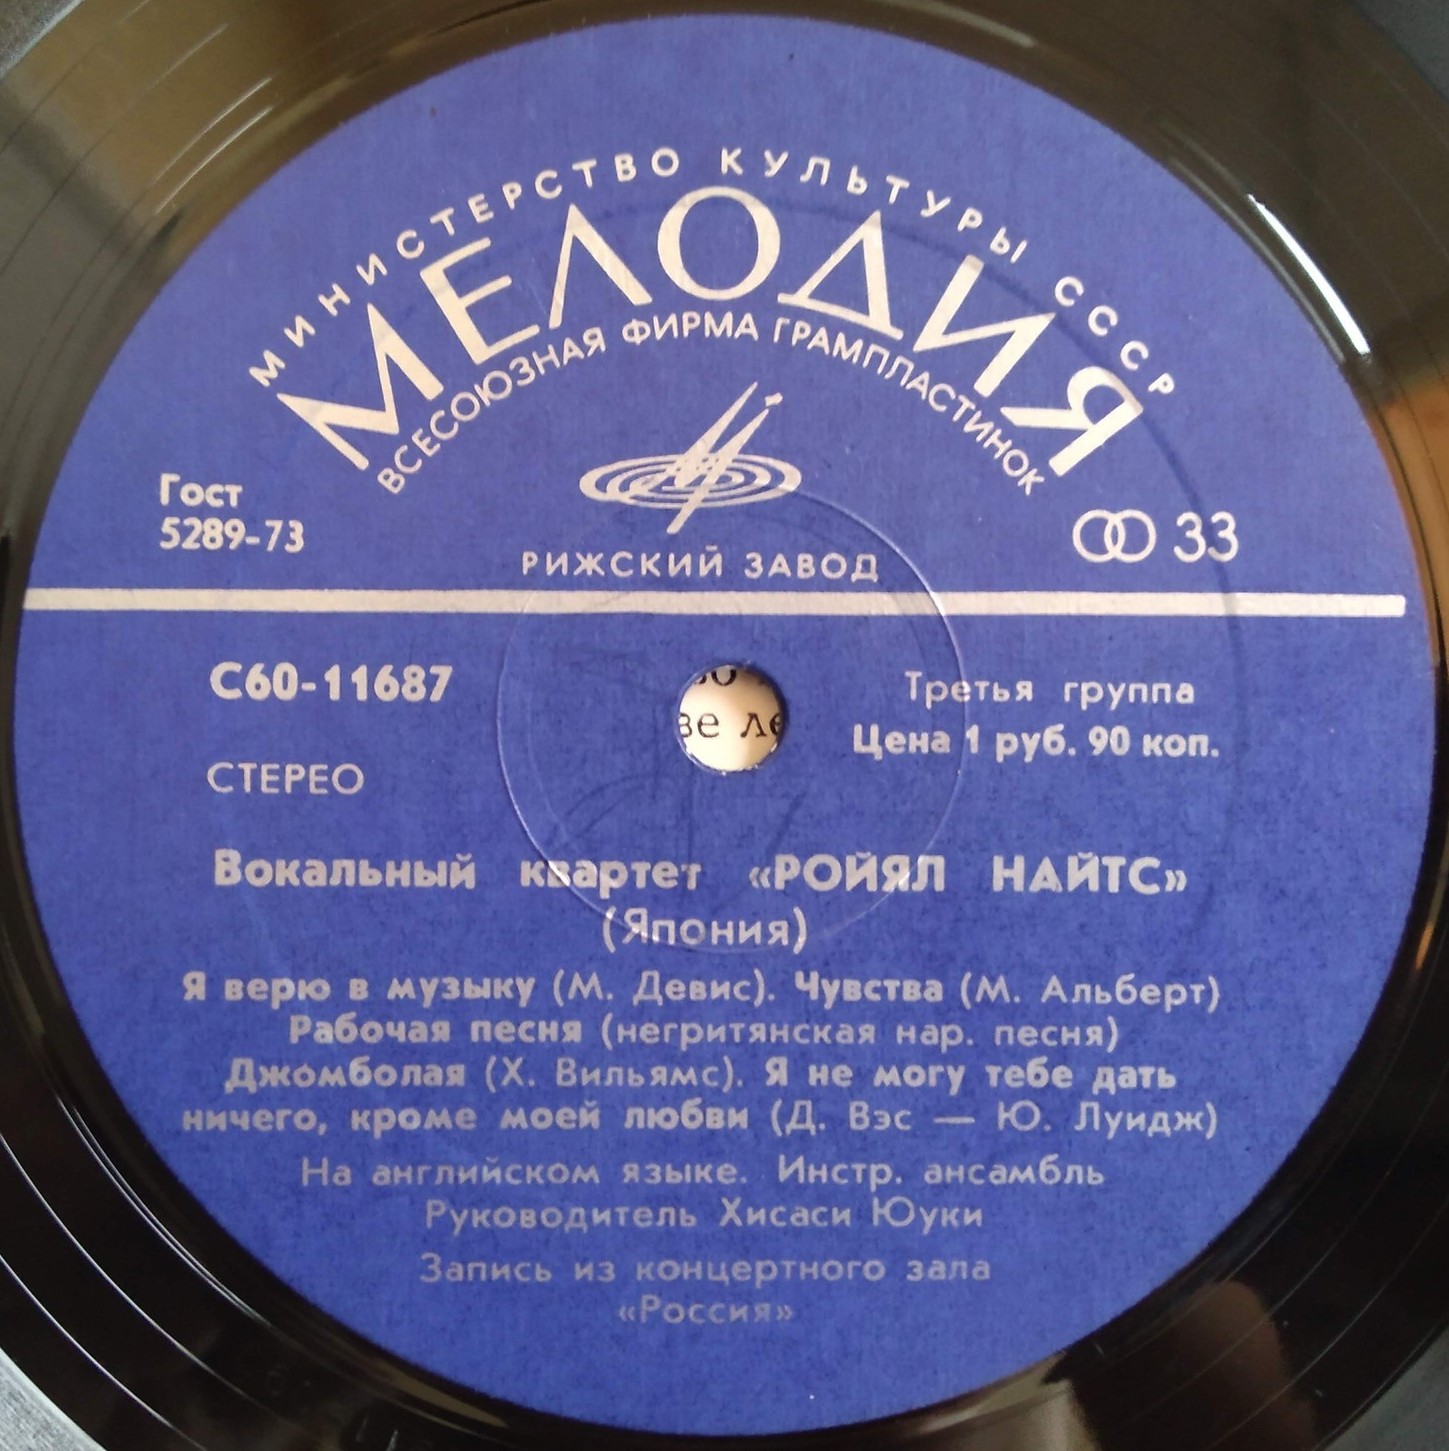 МИНИСТЕРСТВО КУЛЬТУРЫ СССР
МЕЛОДИЯ
ВСЕСОЮЗНАЯ ФИРМА ГРАМПЛАСТИНОК
Гост
5289-73
33
РИЖСКИЙ ЗАВОД
С60-11687
Третья группа
Цена 1 руб. 90 коп.
СТЕРЕО
Вокальный квартет «РОЙЯЛ НАЙТС»
(Япония)
Я верю в музыку (М. Девис). Чувства (М. Альберт)
Рабочая песня (негритянская нар. песня)
Джомболая (Х. Вильямс). Я не могу тебе дать
ничего, кроме моей любви (Д. Вэс — Ю. Луидж)
На английском языке. Инстр. ансамбль
Руководитель Хисаси Юуки
Запись из концертного зала
«Россия»